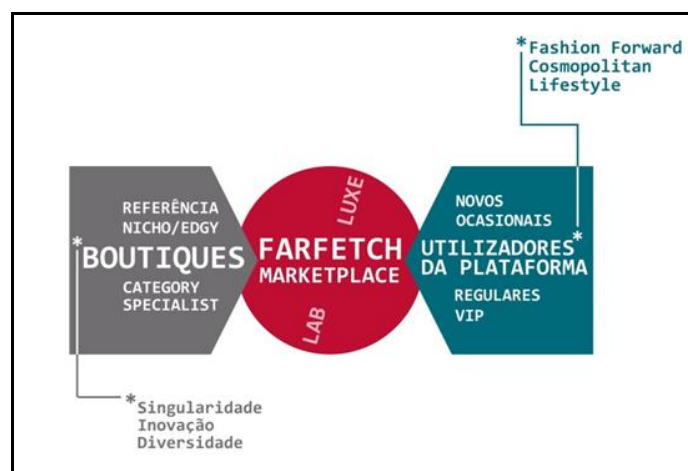 *Fashion Forward
Cosmopolitan
Lifestyle
REFERÊNCIA
NICHO/EDGY
*BOUTIQUES
CATEGORY
SPECIALIST
LUXE
FARFETCH
MARKETPLACE
LAB
NOVOS
OCASIONAIS
UTILIZADORES*
DA PLATAFORMA
REGULARES
VIP
*Singularidade
Inovação
Diversidade